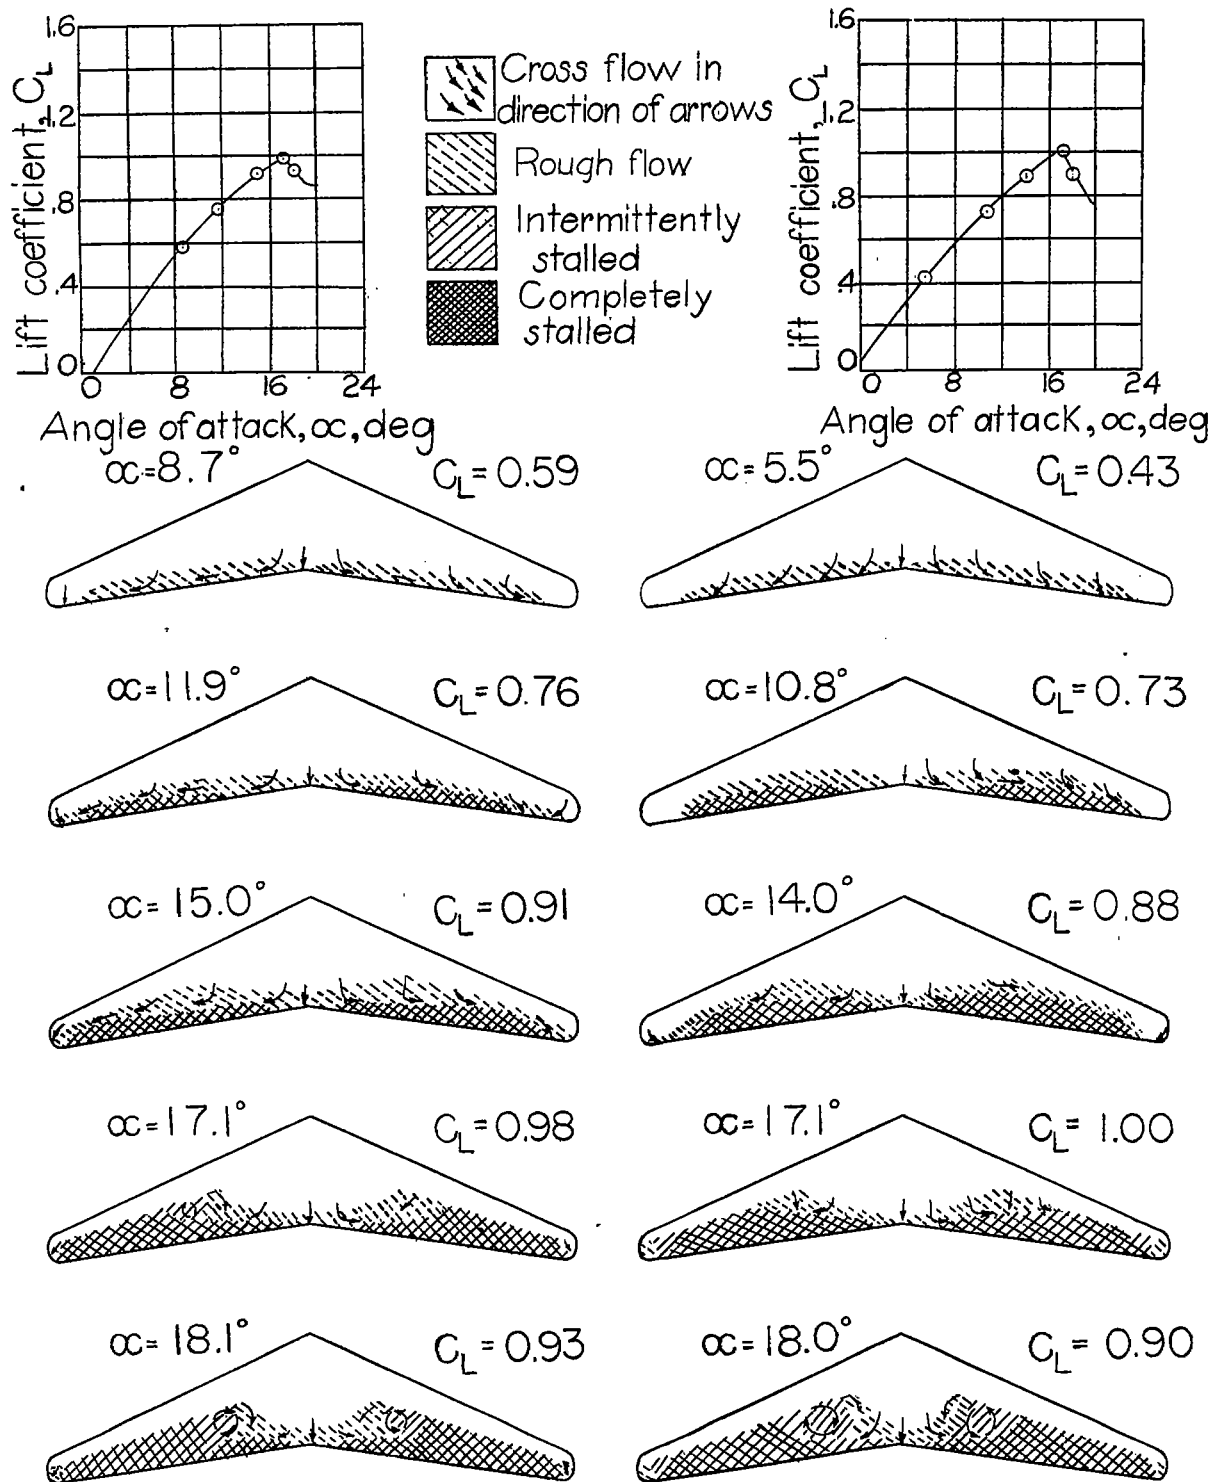 1.6
1.2
.8
.4
0
Lift coefficient, C_L
0 8 16 24
Angle of attack, ∝, deg
Cross flow in
direction of arrows
Rough flow
Intermittently
stalled
Completely
stalled
1.6
1.2
.8
.4
0
Lift coefficient, C_L
0 8 16 24
Angle of attack, ∝, deg
∝=8.7° C_L=0.59
∝=5.5° C_L=0.43
∝=11.9° C_L=0.76
∝=10.8° C_L=0.73
∝=15.0° C_L=0.91
∝=14.0° C_L=0.88
∝=17.1° C_L=0.98
∝=17.1° C_L=1.00
∝=18.1° C_L=0.93
∝=18.0° C_L=0.90